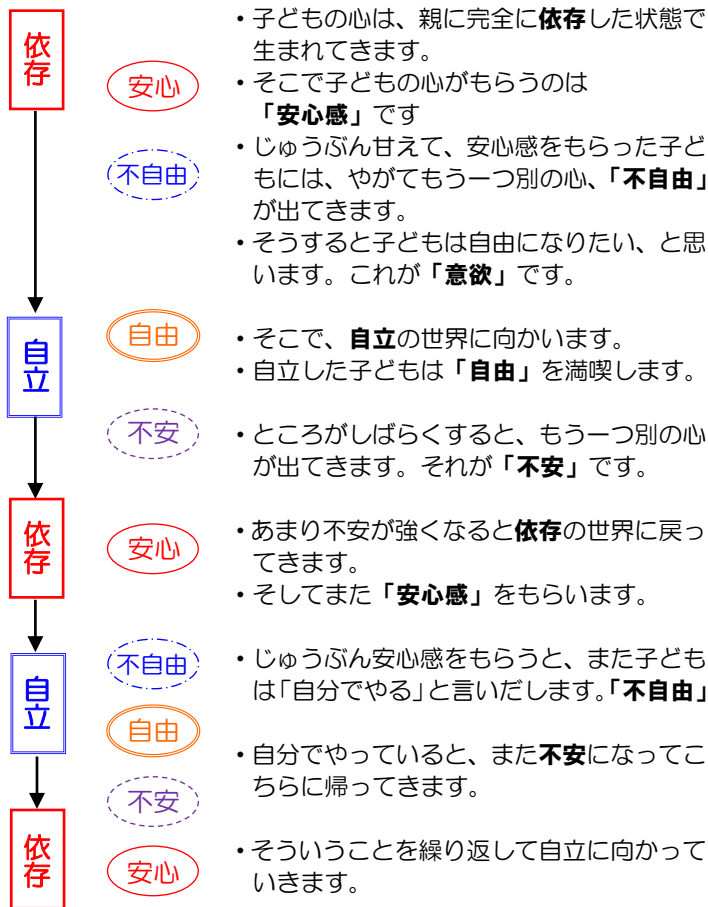 依存
安心
・子どもの心は、親に完全に依存した状態で
生まれてきます。
・そこで子どもの心がもらうのは
「安心感」です
不自由
・じゅうぶん甘えて、安心感をもらった子ど
もには、やがてもう一つ別の心、「不自由」
が出てきます。
・そうすると子どもは自由になりたい、と思
います。これが「意欲」です。
自立
自由
・そこで、自立の世界に向かいます。
・自立した子どもは「自由」を満喫します。
不安
・ところがしばらくすると、もう一つ別の心
が出てきます。それが「不安」です。
依存
安心
・あまり不安が強くなると依存の世界に戻っ
てきます。
・そしてまた「安心感」をもらいます。
自立
不自由
・じゅうぶん安心感をもらうと、また子ども
は「自分でやる」と言いだします。「不自由」
自由
・自分でやっていると、また不安になってこ
ちらに帰ってきます。
不安
依存
安心
・そういうことを繰り返して自立に向かって
いきます。